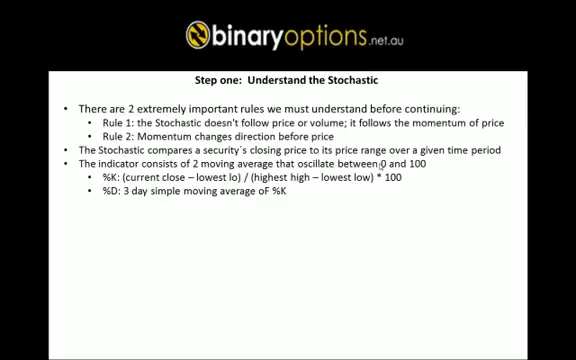 binaryoptions.net.au
Step one: Understand the Stochastic
• There are 2 extremely important rules we must understand before continuing:
• Rule 1: the Stochastic doesn't follow price or volume; it follows the momentum of price
• Rule 2: Momentum changes direction before price
• The Stochastic compares a security´s closing price to its price range over a given time period
• The indicator consists of 2 moving average that oscillate between 0 and 100
• %K: (current close – lowest lo) / (highest high – lowest low) * 100
• %D: 3 day simple moving average oF %K